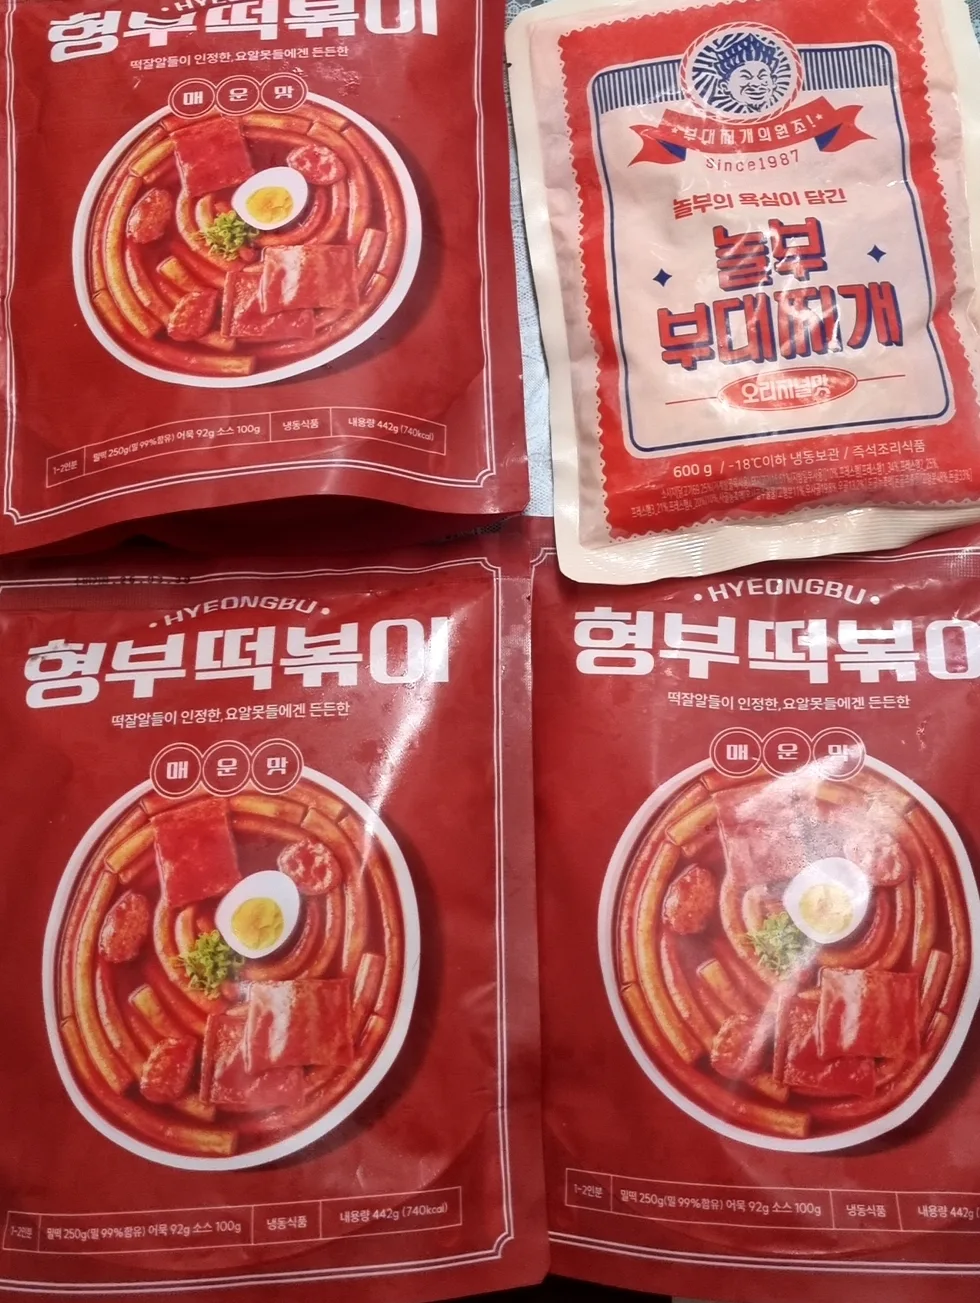 형부떡볶이
떡잘알들이 인정한,요알못들에겐 든든한
매운맛
1-2인분 밀떡 250g(밀 99%함유) 어묵 92g 소스 100g 냉동식품 내용량 442g (740kcal)
부대찌개의원조!
Since1987
놀부의 욕심이 담긴
놀부
부대찌개
오리지널맛
600 g / -18℃이하 냉동보관 / 즉석조리식품
HYEONGBU
형부떡볶이
떡잘알들이 인정한,요알못들에겐 든든한
매운맛
1-2인분 밀떡 250g(밀 99%함유) 어묵 92g 소스 100g 냉동식품 내용량 442g (740kcal)
HYEONGBU
형부떡볶이
떡잘알들이 인정한,요알못들에겐 든든한
매운맛
1-2인분 밀떡 250g(밀 99%함유) 어묵 92g 소스 100g 냉동식품 내용량 442g